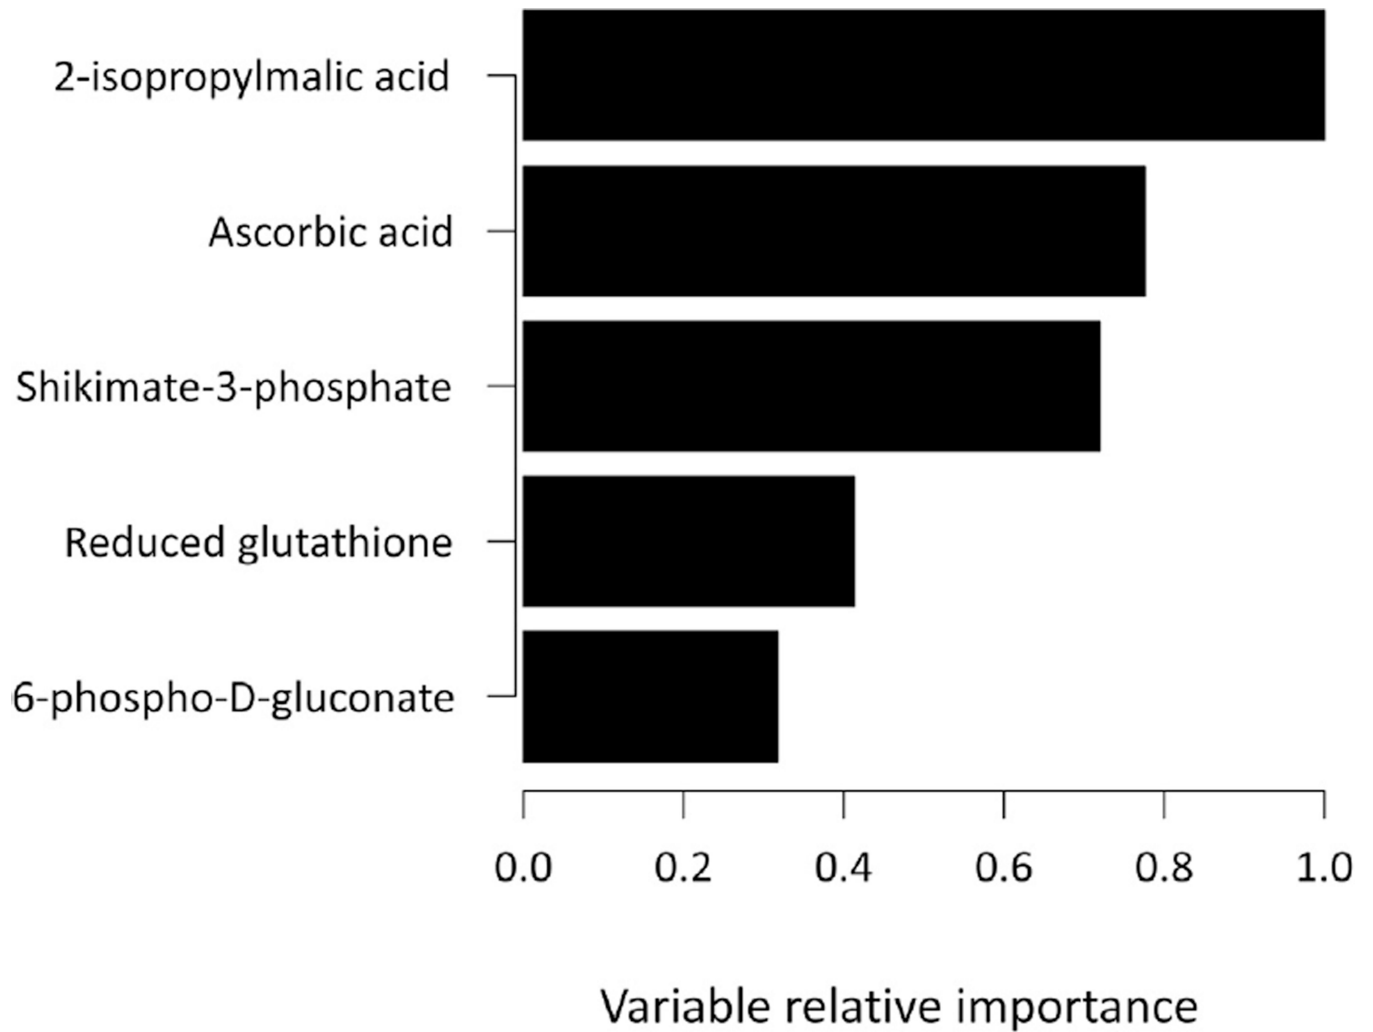 2-isopropylmalic acid
Ascorbic acid
Shikimate-3-phosphate
Reduced glutathione
6-phospho-D-gluconate
0.0 0.2 0.4 0.6 0.8 1.0
Variable relative importance